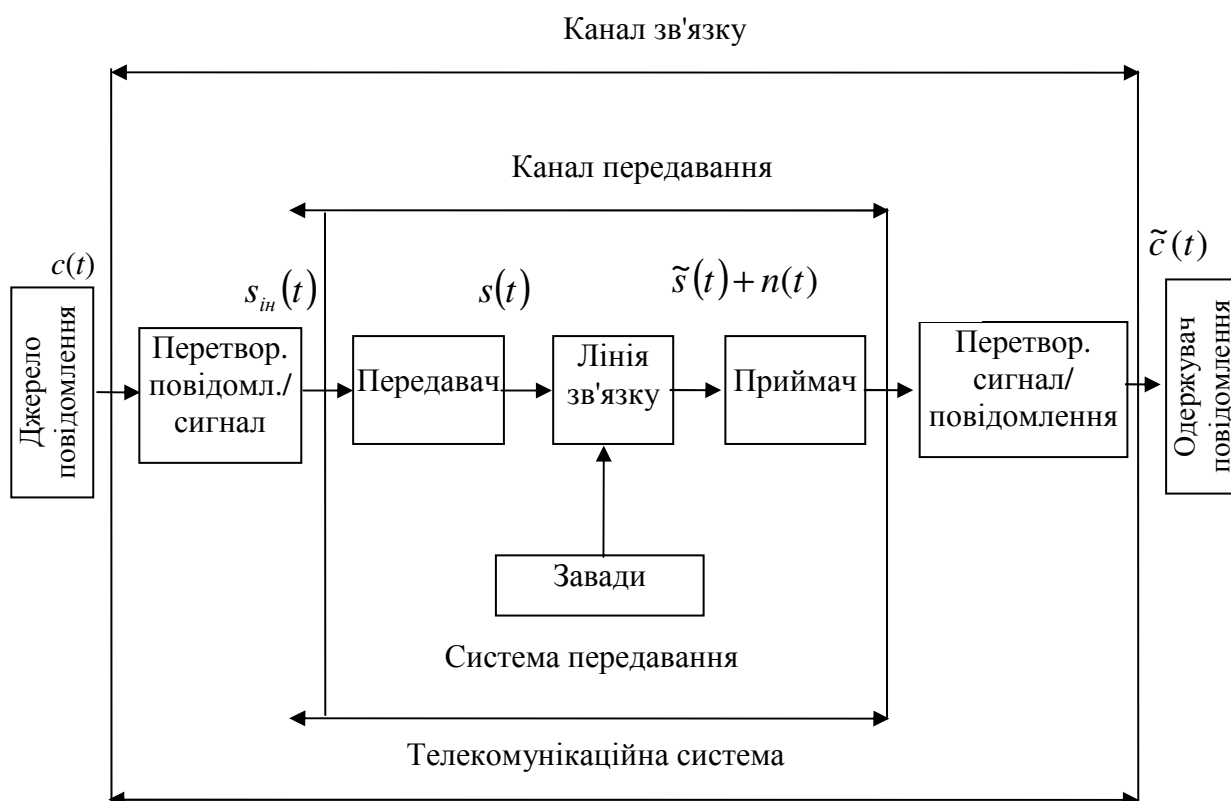 Канал зв'язку
Канал передавання
c(t)
s_ін(t)
s(t)
s̃(t) + n(t)
c̃(t)
Джерело
повідомлення
Перетвор.
повідомл./
сигнал
Передавач
Лінія
зв'язку
Приймач
Перетвор.
сигнал/
повідомлення
Одержувач
повідомлення
Завади
Система передавання
Телекомунікаційна система